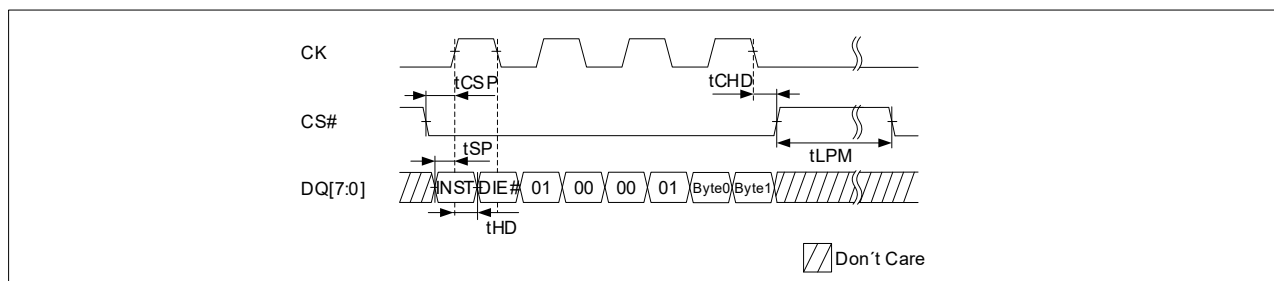 CK
tCSP
tCHD
CS#
tSP
tLPM
DQ[7:0]
INST DIE# 01 00 00 01 Byte0 Byte1
tHD
Don´t Care